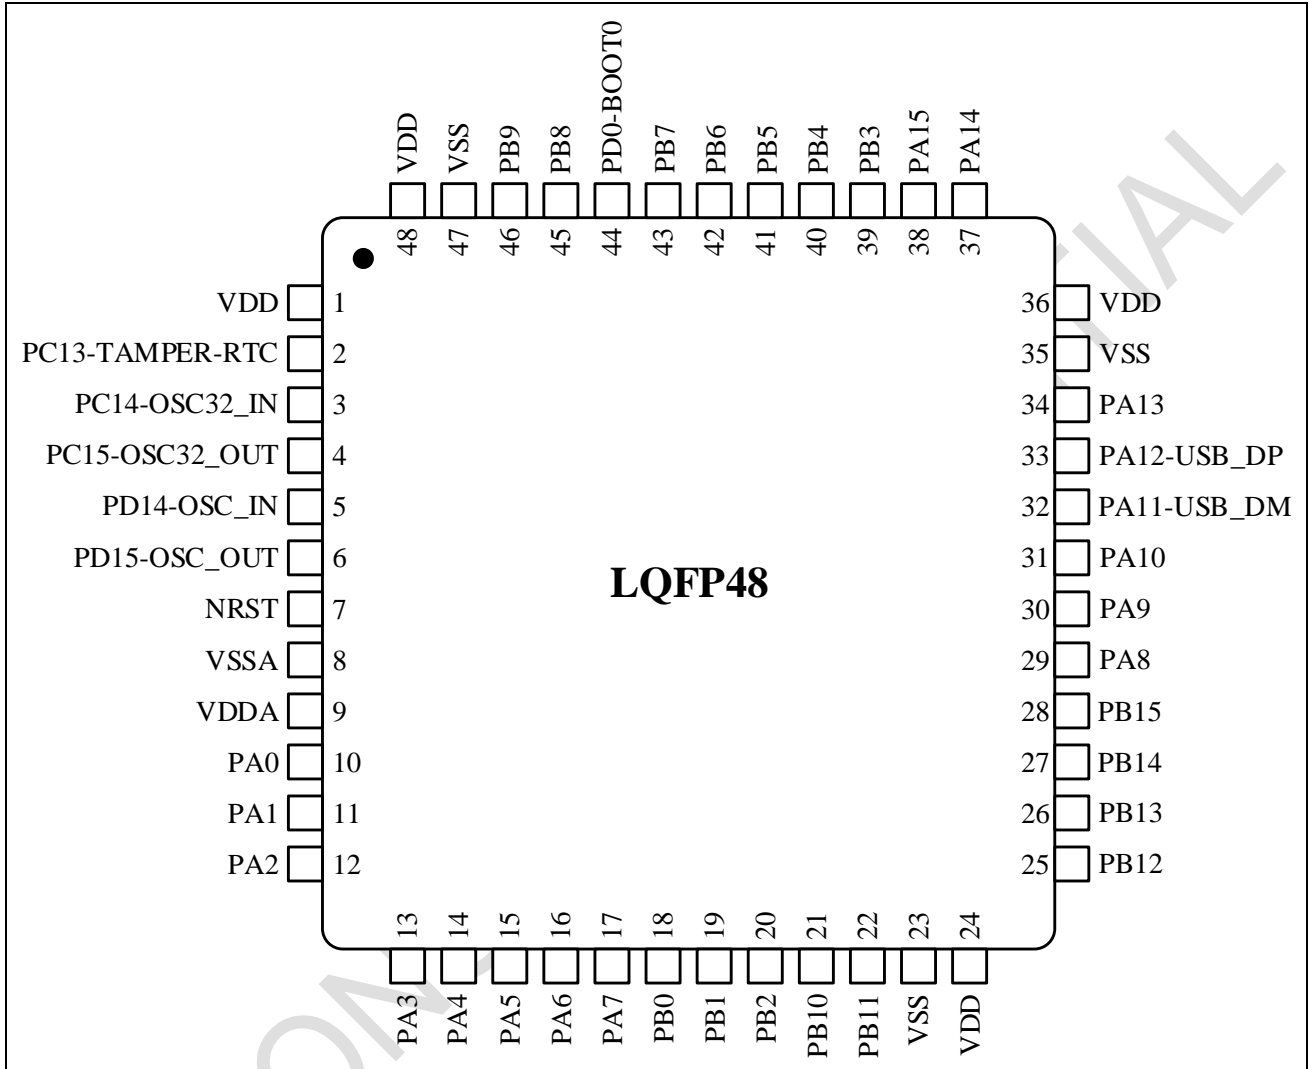 VDD
VSS
PB9
PB8
PD0-BOOT0
PB7
PB6
PB5
PB4
PB3
PA15
PA14
48
47
46
45
44
43
42
41
40
39
38
37
VDD 1
PC13-TAMPER-RTC 2
PC14-OSC32_IN 3
PC15-OSC32_OUT 4
PD14-OSC_IN 5
PD15-OSC_OUT 6
NRST 7
VSSA 8
VDDA 9
PA0 10
PA1 11
PA2 12
LQFP48
36 VDD
35 VSS
34 PA13
33 PA12-USB_DP
32 PA11-USB_DM
31 PA10
30 PA9
29 PA8
28 PB15
27 PB14
26 PB13
25 PB12
13
14
15
16
17
18
19
20
21
22
23
24
PA3
PA4
PA5
PA6
PA7
PB0
PB1
PB2
PB10
PB11
VSS
VDD